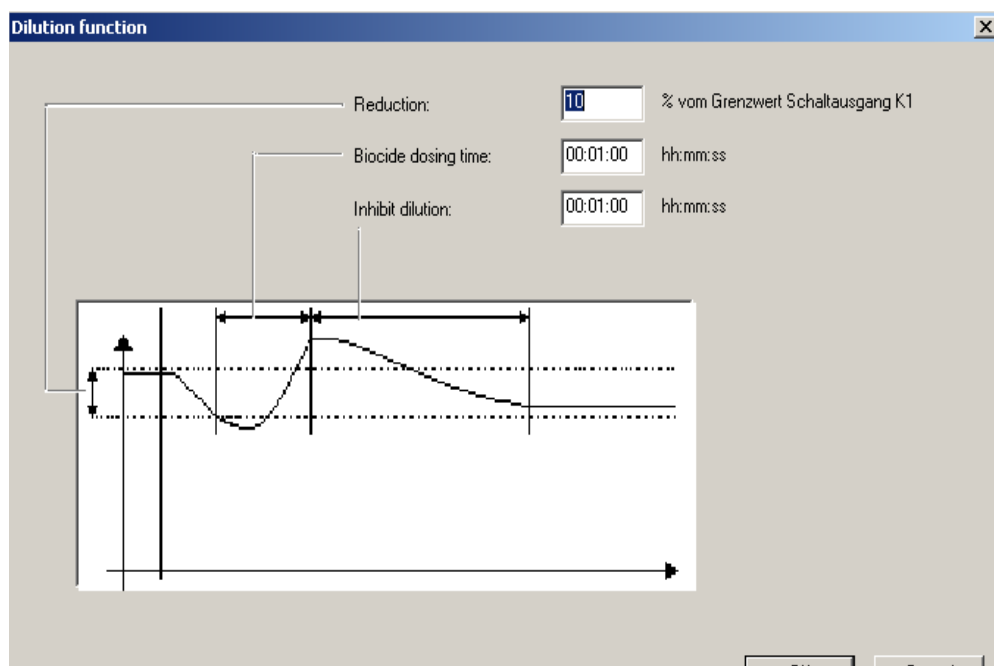 Dilution function
Reduction: 10 % vom Grenzwert Schaltausgang K1
Biocide dosing time: 00:01:00 hh:mm:ss
Inhibit dilution: 00:01:00 hh:mm:ss